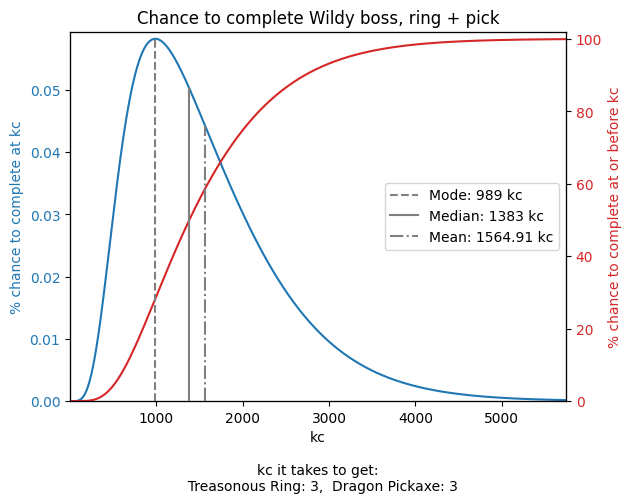 Chance to complete Wildy boss, ring + pick
% chance to complete at kc
0.05
0.04
0.03
0.02
0.01
0.00
100
80
60
40
20
0
% chance to complete at or before kc
Mode: 989 kc
Median: 1383 kc
Mean: 1564.91 kc
1000 2000 3000 4000 5000
kc
kc it takes to get:
Treasonous Ring: 3,  Dragon Pickaxe: 3